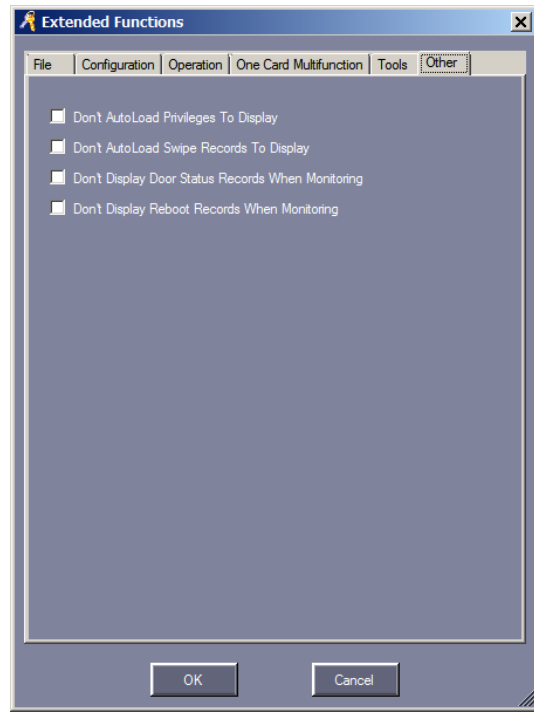 Extended Functions
File Configuration Operation One Card Multifunction Tools Other
Don't AutoLoad Privileges To Display
Don't AutoLoad Swipe Records To Display
Don't Display Door Status Records When Monitoring
Don't Display Reboot Records When Monitoring
OK Cancel